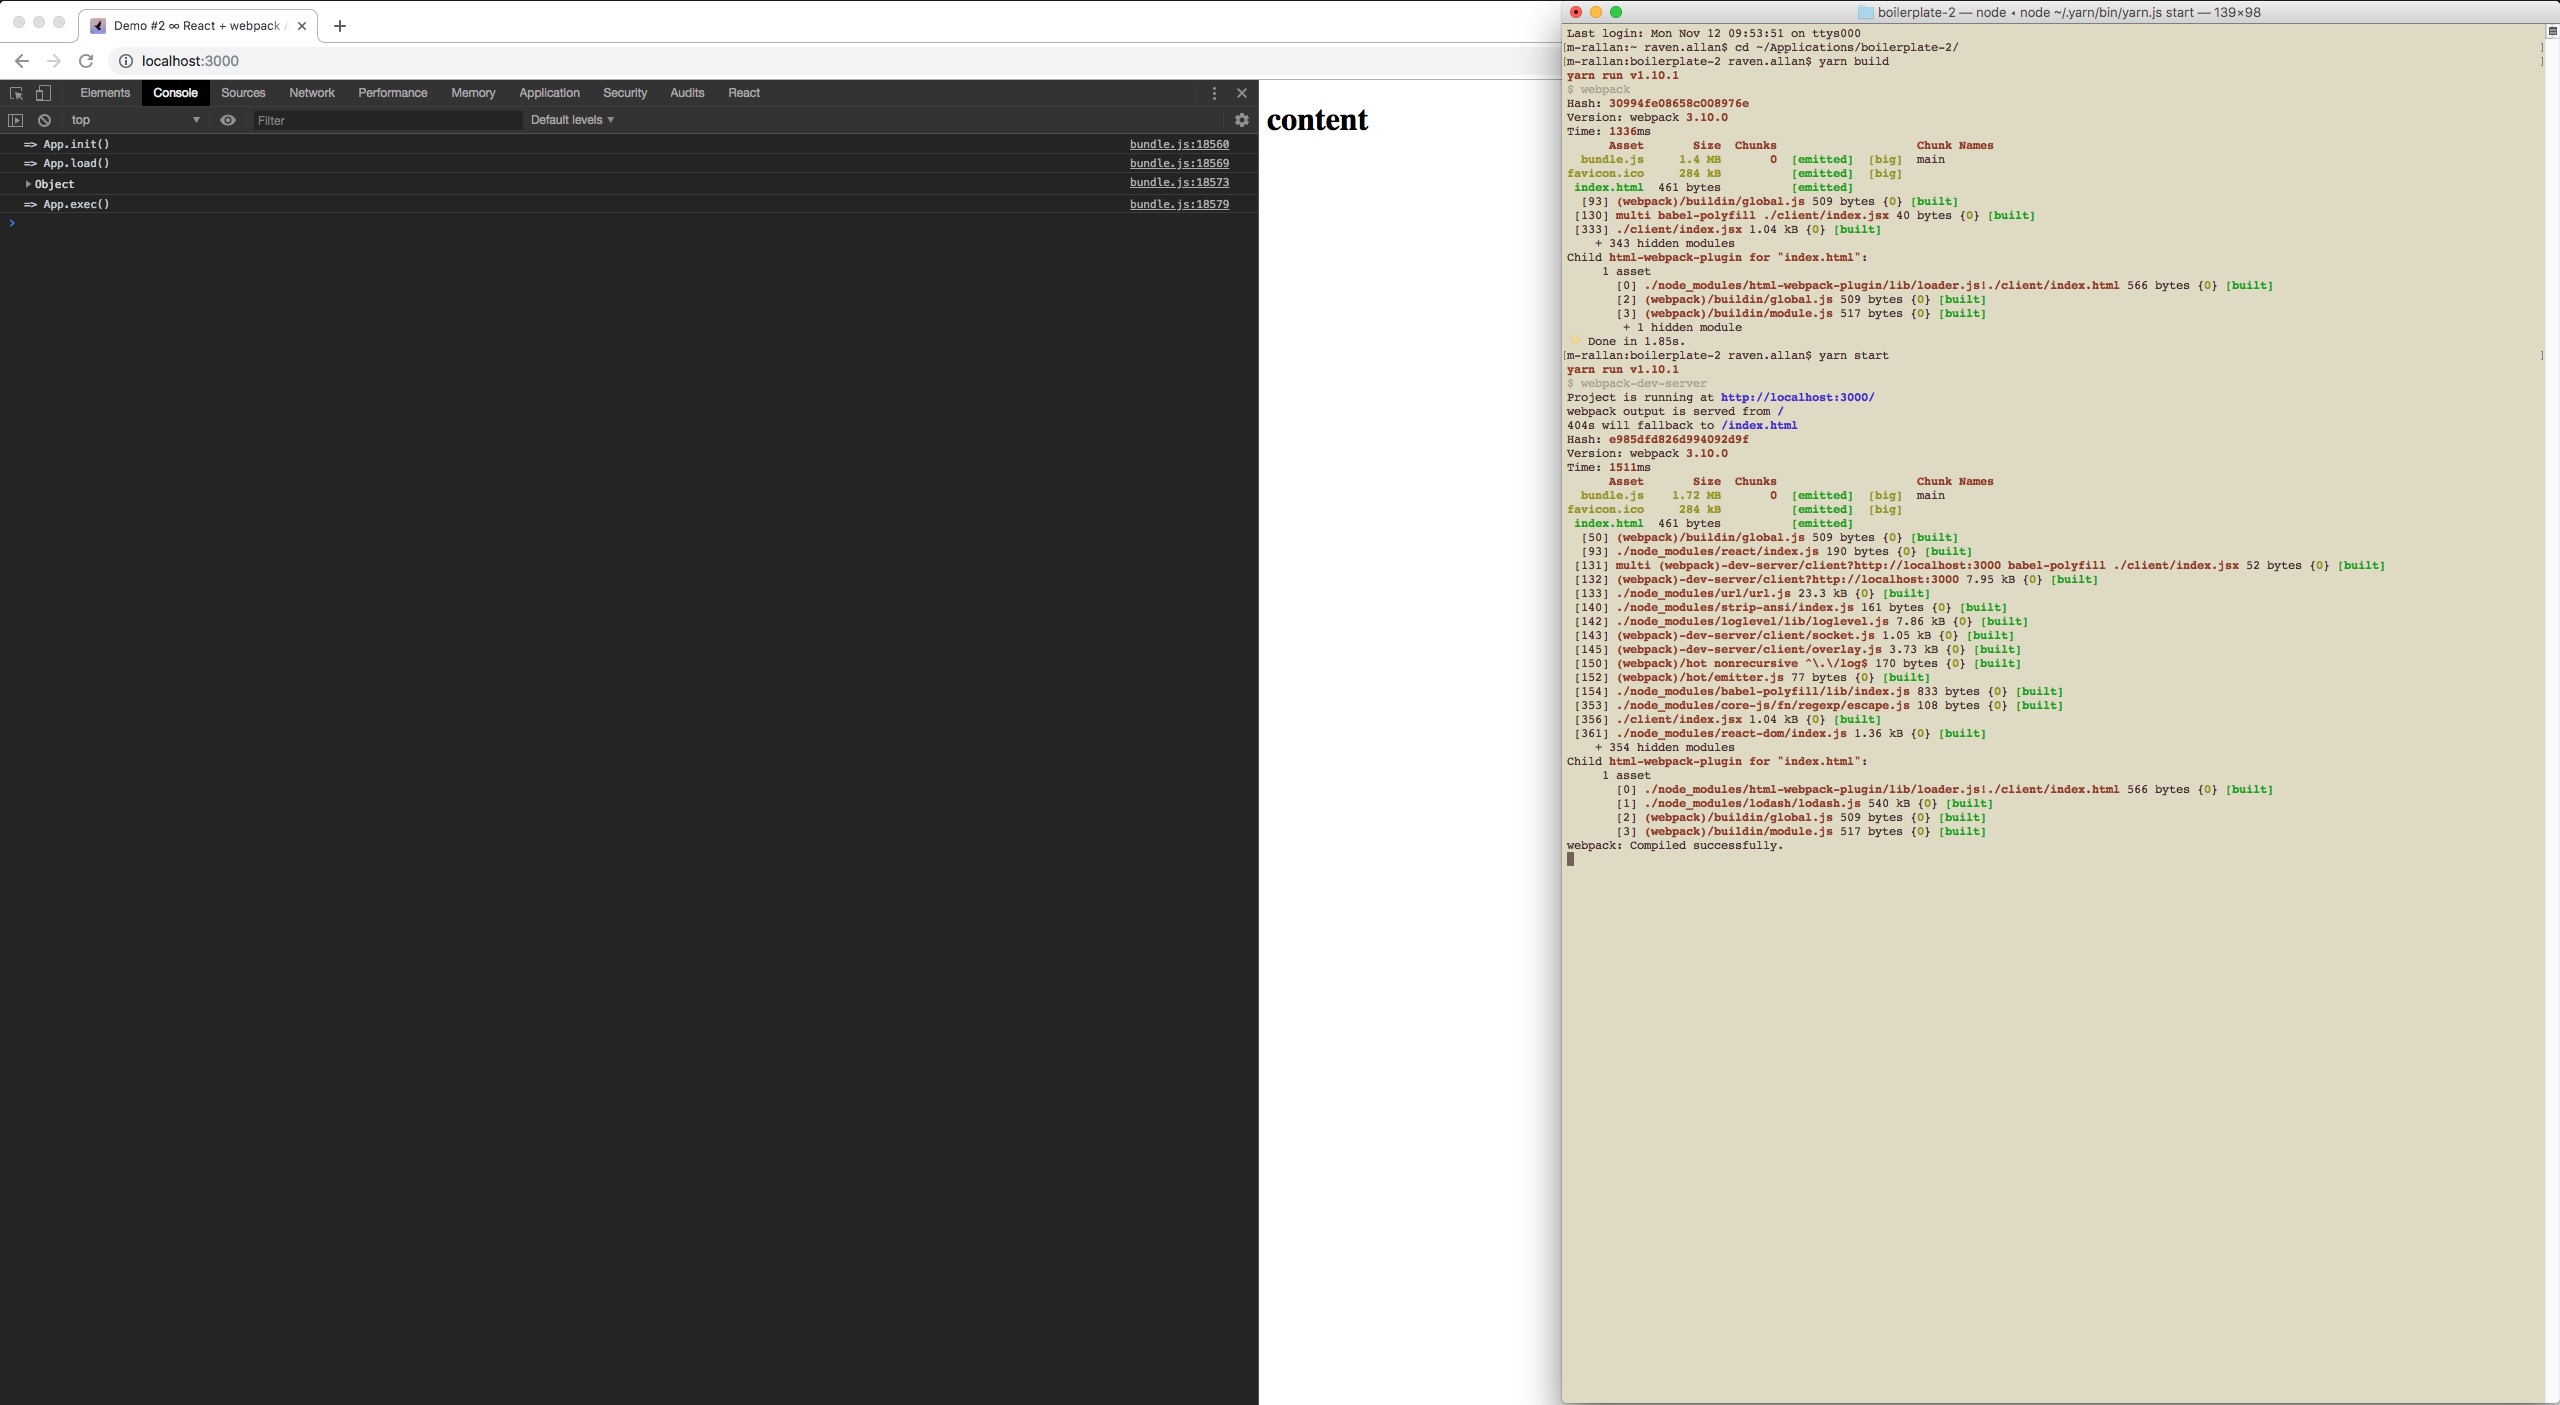 Demo #2 ∞ React + webpack
localhost:3000
Elements Console Sources Network Performance Memory Application Security Audits React
top Filter Default levels
=> App.init() bundle.js:18560
=> App.load() bundle.js:18569
Object bundle.js:18573
=> App.exec() bundle.js:18579
content
boilerplate-2 — node ◂ node ~/.yarn/bin/yarn.js start — 139×98
Last login: Mon Nov 12 09:53:51 on ttys000
[m-rallan:~ raven.allan$ cd ~/Applications/boilerplate-2/ ]
[m-rallan:boilerplate-2 raven.allan$ yarn build ]
yarn run v1.10.1
$ webpack
Hash: 30994fe08658c008976e
Version: webpack 3.10.0
Time: 1336ms
Asset Size Chunks Chunk Names
bundle.js 1.4 MB 0 [emitted] [big] main
favicon.ico 284 kB [emitted] [big]
index.html 461 bytes [emitted]
[93] (webpack)/buildin/global.js 509 bytes {0} [built]
[130] multi babel-polyfill ./client/index.jsx 40 bytes {0} [built]
[333] ./client/index.jsx 1.04 kB {0} [built]
+ 343 hidden modules
Child html-webpack-plugin for "index.html":
1 asset
[0] ./node_modules/html-webpack-plugin/lib/loader.js!./client/index.html 566 bytes {0} [built]
[2] (webpack)/buildin/global.js 509 bytes {0} [built]
[3] (webpack)/buildin/module.js 517 bytes {0} [built]
+ 1 hidden module
✨ Done in 1.85s.
[m-rallan:boilerplate-2 raven.allan$ yarn start ]
yarn run v1.10.1
$ webpack-dev-server
Project is running at http://localhost:3000/
webpack output is served from /
404s will fallback to /index.html
Hash: e985dfd826d994092d9f
Version: webpack 3.10.0
Time: 1511ms
Asset Size Chunks Chunk Names
bundle.js 1.72 MB 0 [emitted] [big] main
favicon.ico 284 kB [emitted] [big]
index.html 461 bytes [emitted]
[50] (webpack)/buildin/global.js 509 bytes {0} [built]
[93] ./node_modules/react/index.js 190 bytes {0} [built]
[131] multi (webpack)-dev-server/client?http://localhost:3000 babel-polyfill ./client/index.jsx 52 bytes {0} [built]
[132] (webpack)-dev-server/client?http://localhost:3000 7.95 kB {0} [built]
[133] ./node_modules/url/url.js 23.3 kB {0} [built]
[140] ./node_modules/strip-ansi/index.js 161 bytes {0} [built]
[142] ./node_modules/loglevel/lib/loglevel.js 7.86 kB {0} [built]
[143] (webpack)-dev-server/client/socket.js 1.05 kB {0} [built]
[145] (webpack)-dev-server/client/overlay.js 3.73 kB {0} [built]
[150] (webpack)/hot nonrecursive ^\.\/log$ 170 bytes {0} [built]
[152] (webpack)/hot/emitter.js 77 bytes {0} [built]
[154] ./node_modules/babel-polyfill/lib/index.js 833 bytes {0} [built]
[353] ./node_modules/core-js/fn/regexp/escape.js 108 bytes {0} [built]
[356] ./client/index.jsx 1.04 kB {0} [built]
[361] ./node_modules/react-dom/index.js 1.36 kB {0} [built]
+ 354 hidden modules
Child html-webpack-plugin for "index.html":
1 asset
[0] ./node_modules/html-webpack-plugin/lib/loader.js!./client/index.html 566 bytes {0} [built]
[1] ./node_modules/lodash/lodash.js 540 kB {0} [built]
[2] (webpack)/buildin/global.js 509 bytes {0} [built]
[3] (webpack)/buildin/module.js 517 bytes {0} [built]
webpack: Compiled successfully.